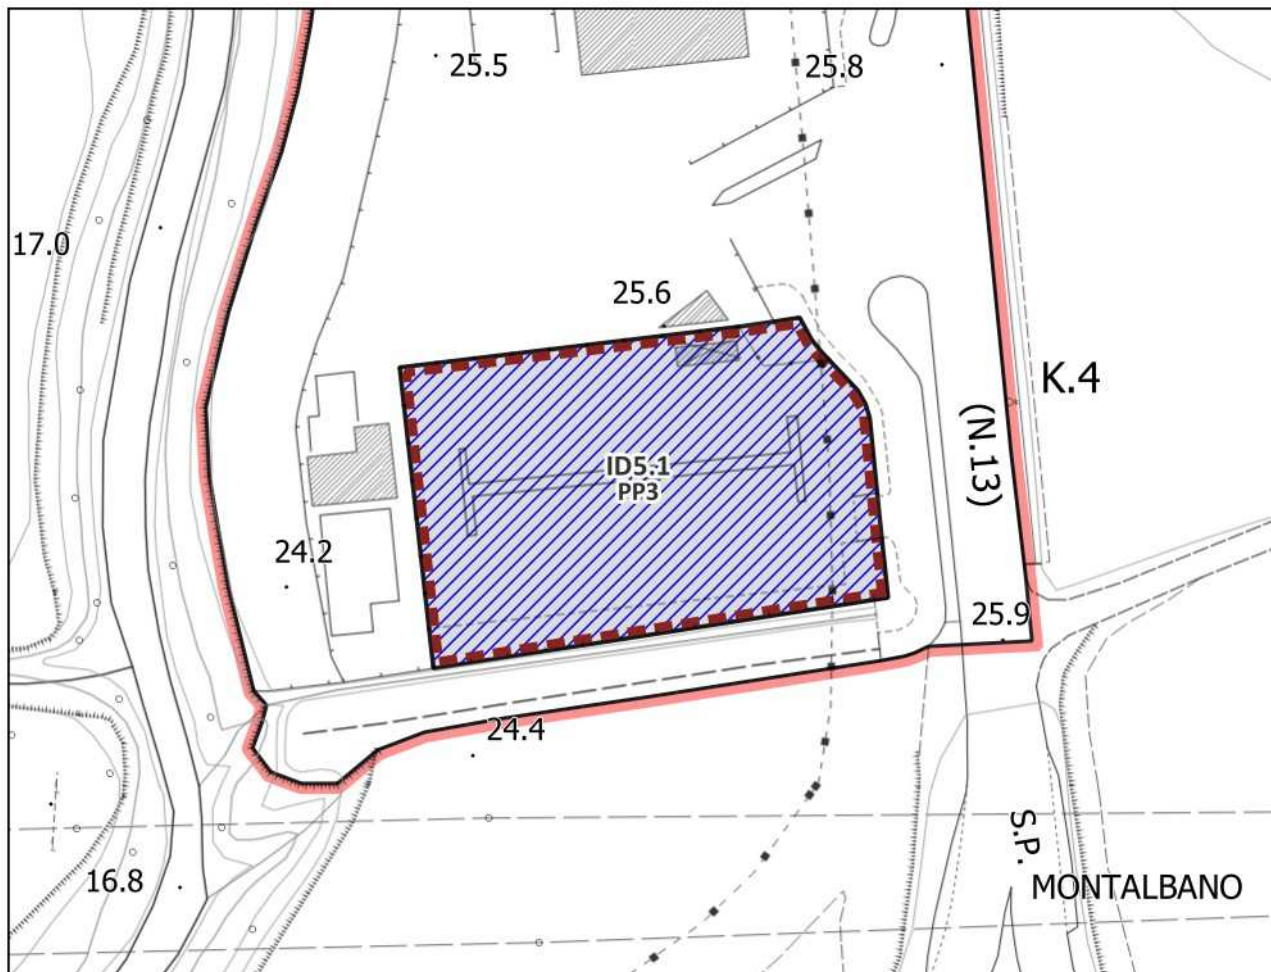 25.5
25.8
17.0
25.6
K.4
(N.13)
ID5.1
PP3
24.2
25.9
24.4
S.P.
16.8
MONTALBANO